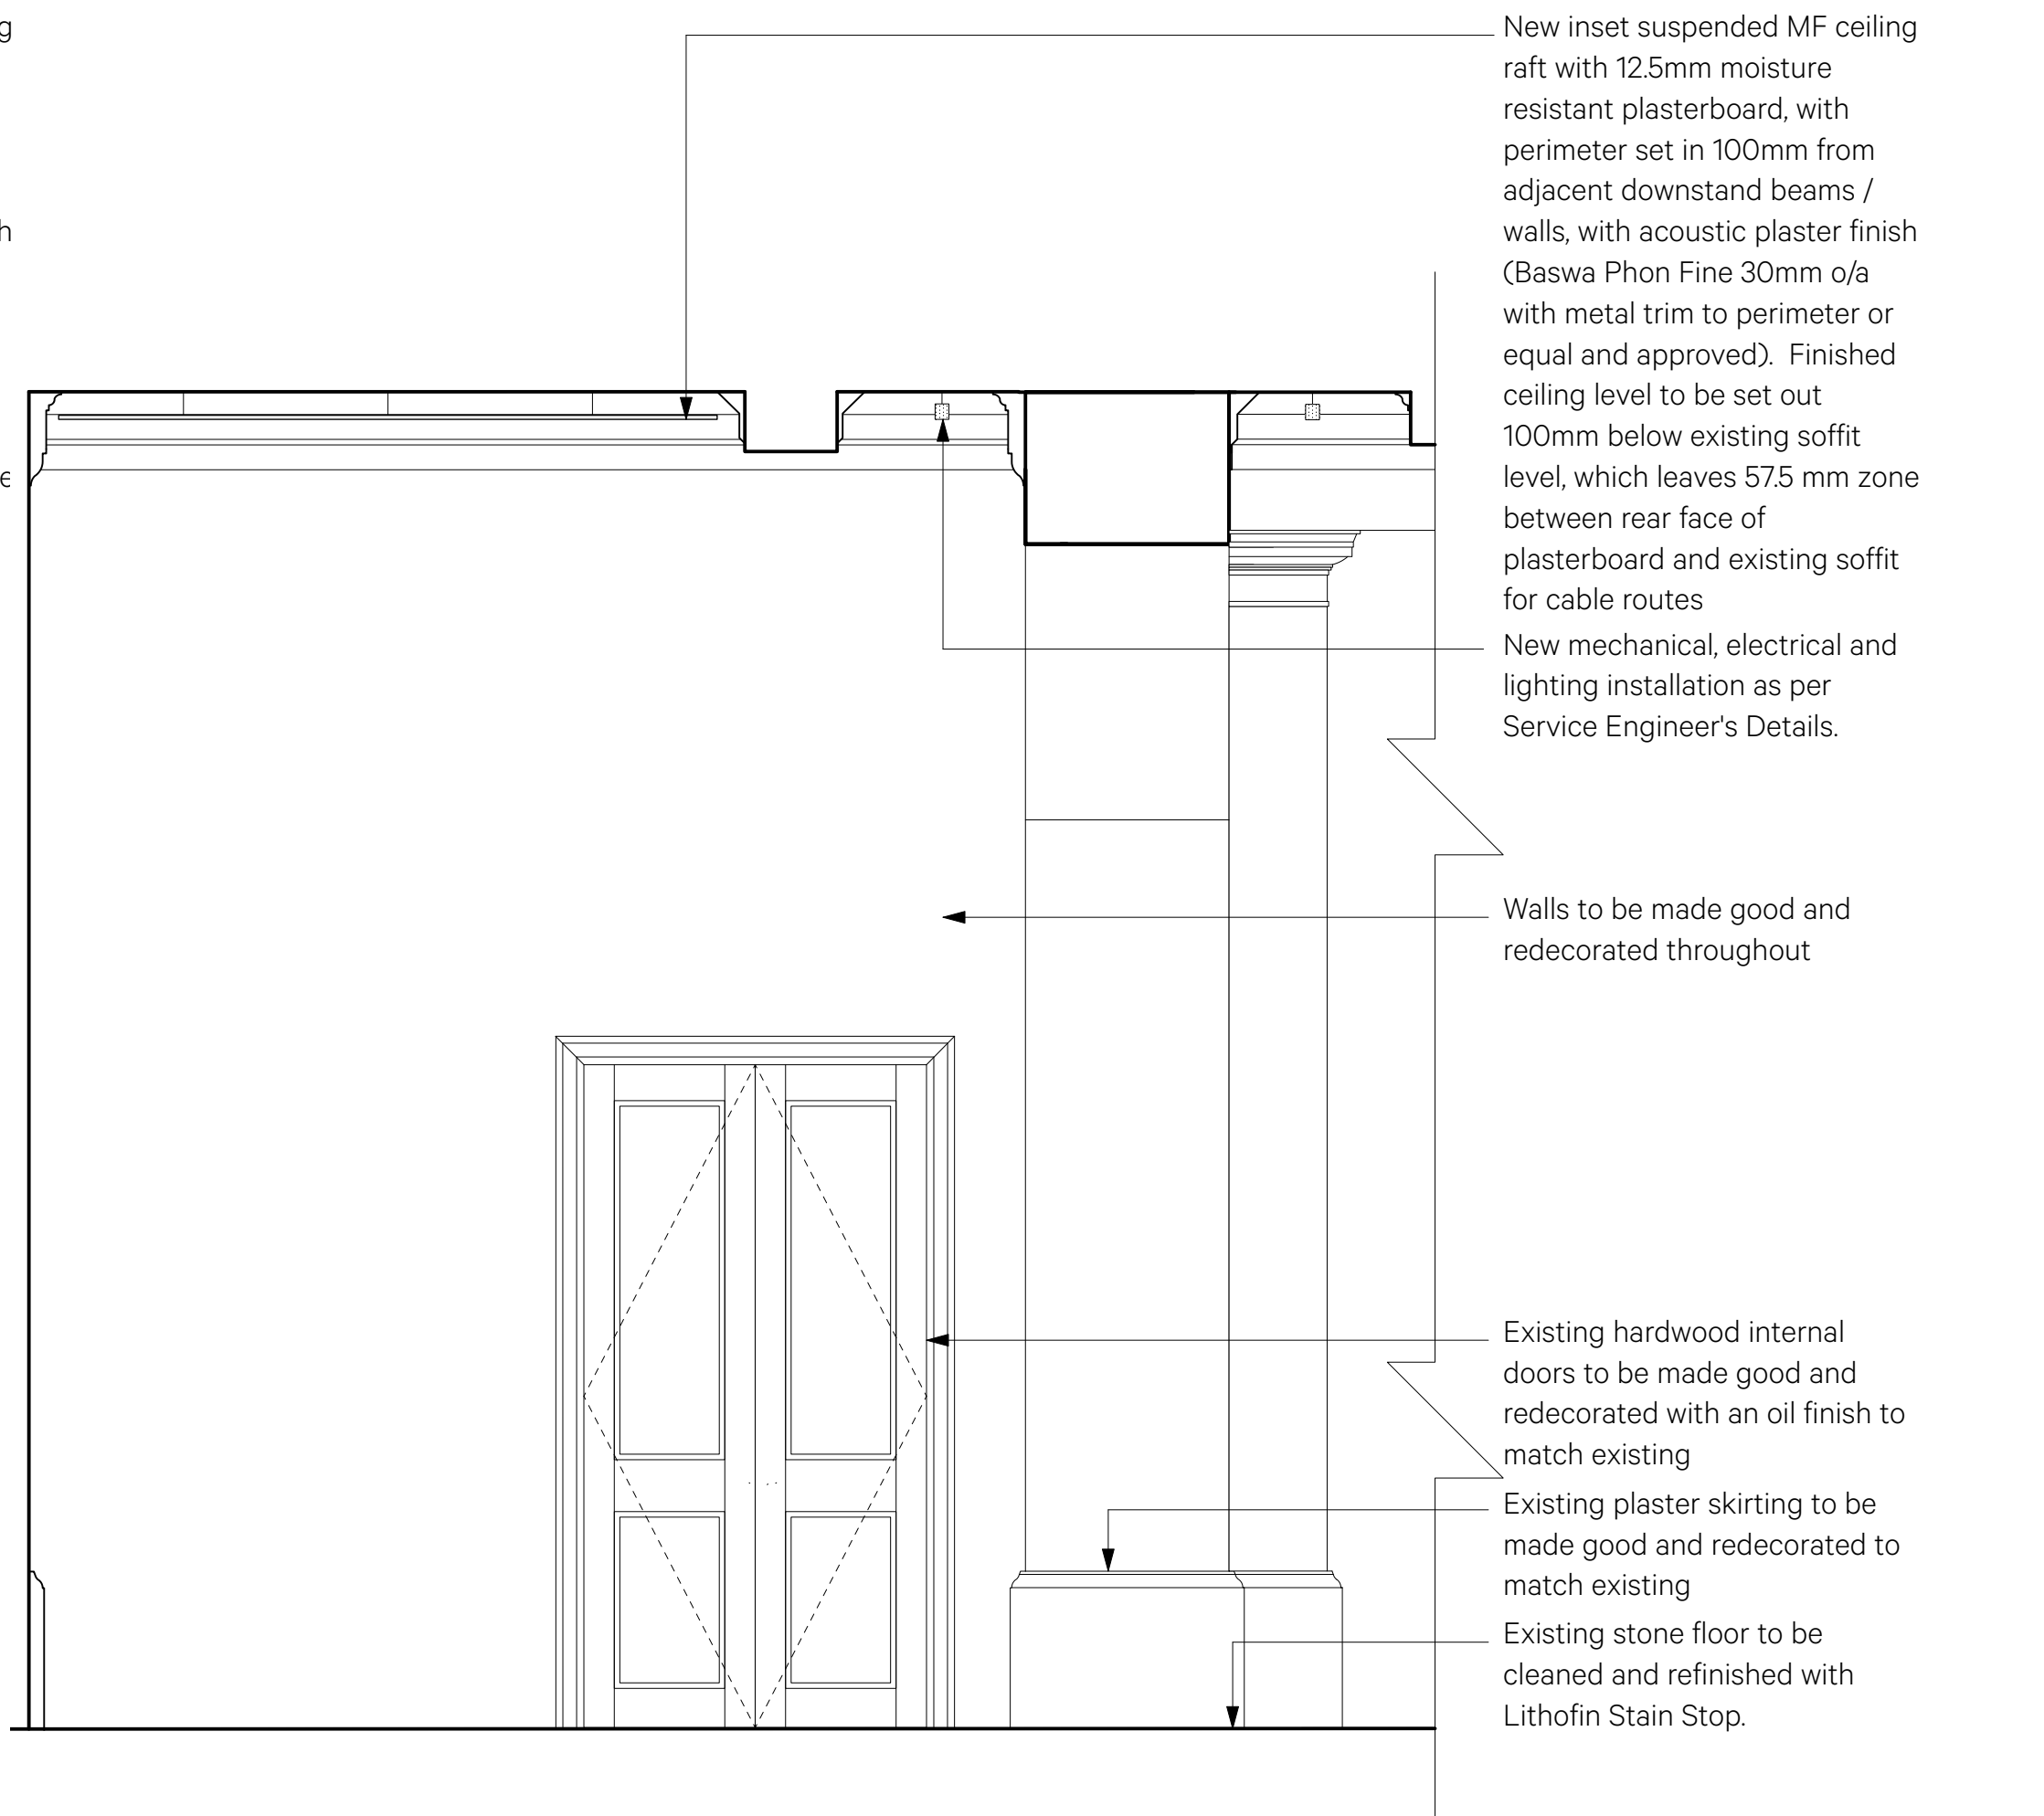 g
h
e
New inset suspended MF ceiling
raft with 12.5mm moisture
resistant plasterboard, with
perimeter set in 100mm from
adjacent downstand beams /
walls, with acoustic plaster finish
(Baswa Phon Fine 30mm o/a
with metal trim to perimeter or
equal and approved).  Finished
ceiling level to be set out
100mm below existing soffit
level, which leaves 57.5 mm zone
between rear face of
plasterboard and existing soffit
for cable routes
New mechanical, electrical and
lighting installation as per
Service Engineer's Details.
Walls to be made good and
redecorated throughout
Existing hardwood internal
doors to be made good and
redecorated with an oil finish to
match existing
Existing plaster skirting to be
made good and redecorated to
match existing
Existing stone floor to be
cleaned and refinished with
Lithofin Stain Stop.